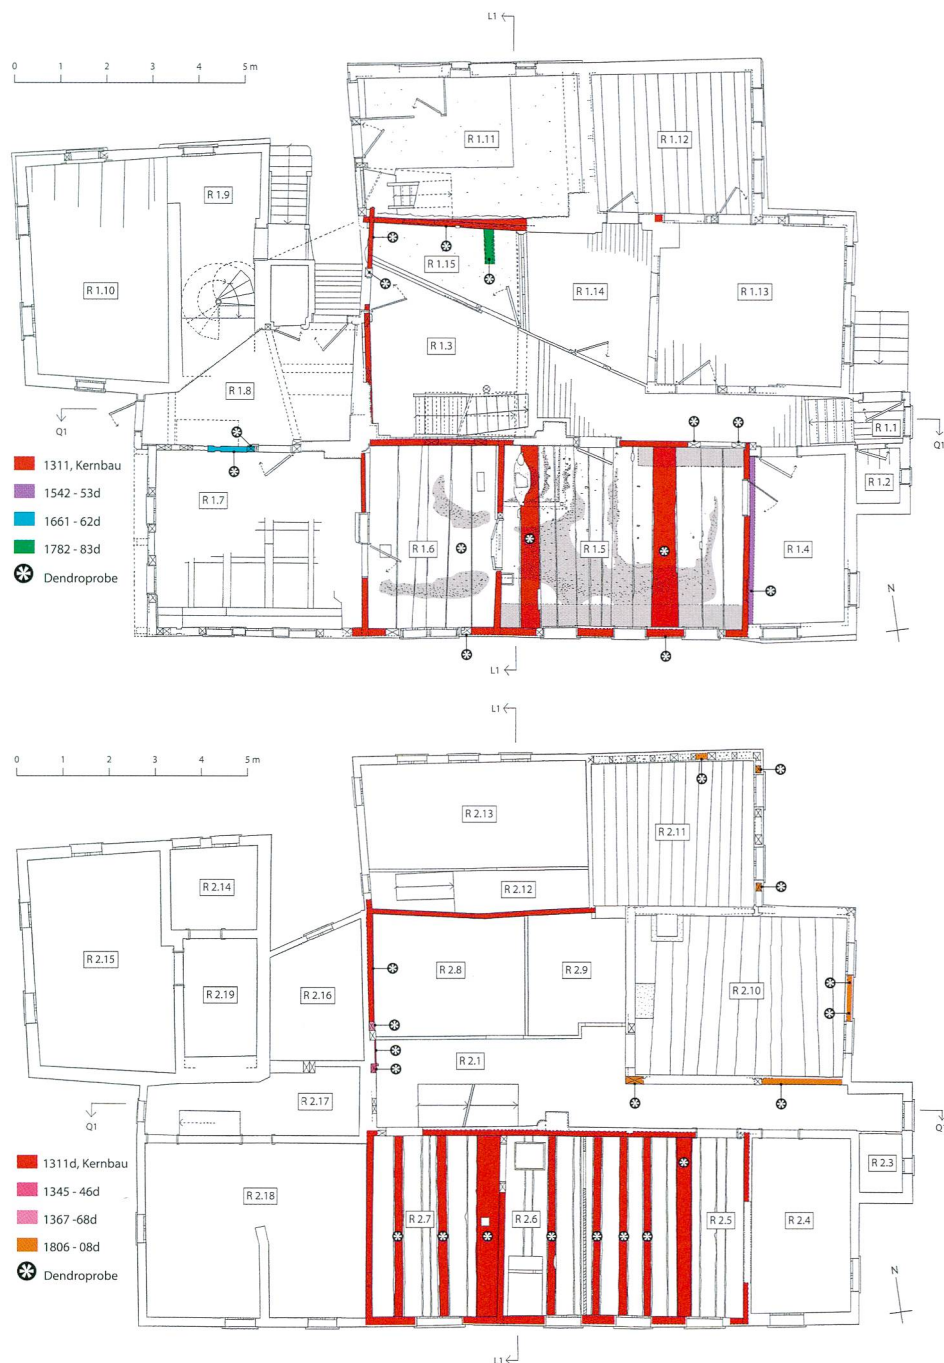 L1
0 1 2 3 4 5 m
R 1.11
R 1.12
R 1.9
R 1.15
R 1.10
R 1.14
R 1.13
R 1.3
R 1.8
Q1
Q1
R 1.1
R 1.2
1311, Kernbau
1542 - 53d
1661 - 62d
1782 - 83d
Dendroprobe
R 1.7
R 1.6
R 1.5
R 1.4
N
L1
L1
0 1 2 3 4 5 m
R 2.13
R 2.11
R 2.14
R 2.12
R 2.15
R 2.8
R 2.9
R 2.19
R 2.16
R 2.10
R 2.1
R 2.17
Q1
Q1
R 2.3
1311d, Kernbau
1345 - 46d
1367 -68d
1806 - 08d
Dendroprobe
R 2.18
R 2.7
R 2.6
R 2.5
R 2.4
N
L1